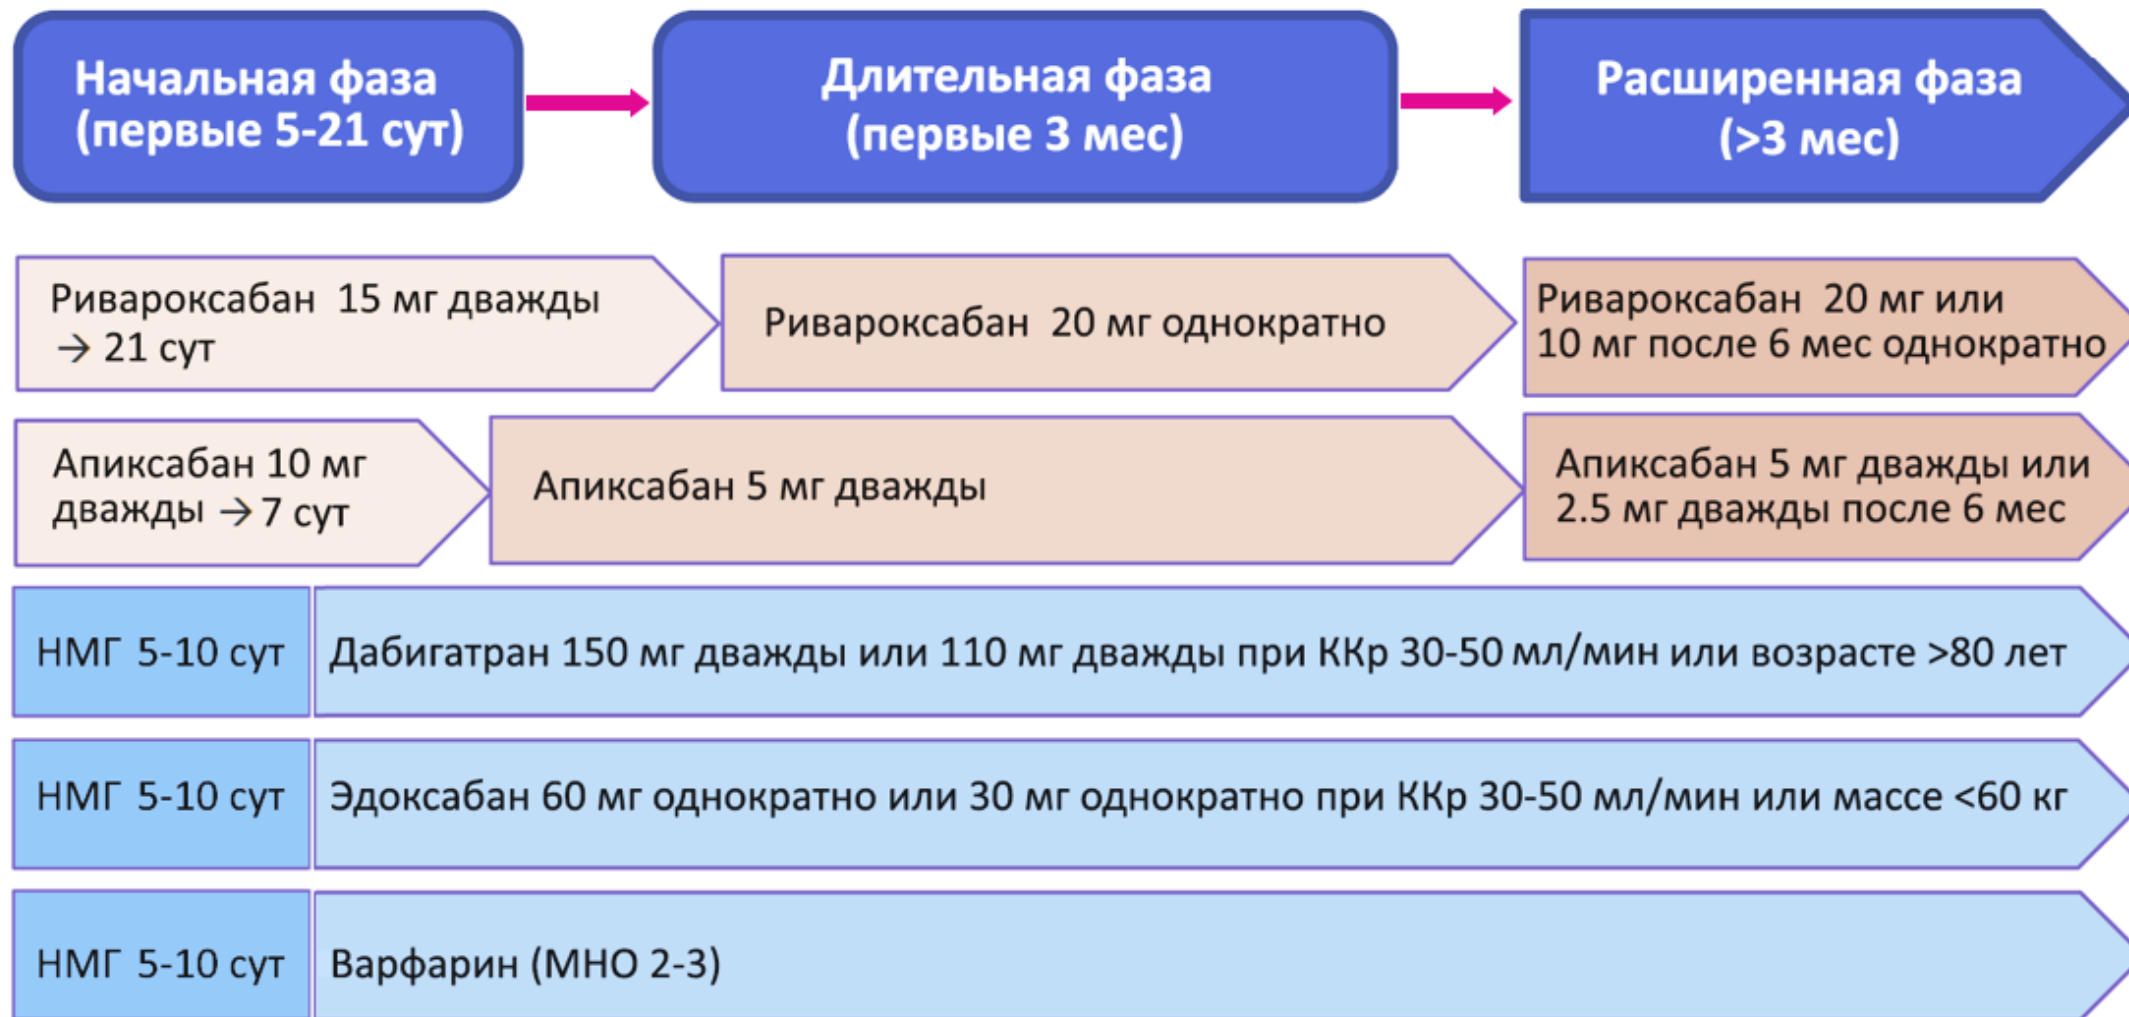 Начальная фаза
(первые 5-21 сут)
Длительная фаза
(первые 3 мес)
Расширенная фаза
(>3 мес)
Ривароксабан 15 мг дважды
→ 21 сут
Ривароксабан 20 мг однократно
Ривароксабан 20 мг или
10 мг после 6 мес однократно
Апиксабан 10 мг
дважды → 7 сут
Апиксабан 5 мг дважды
Апиксабан 5 мг дважды или
2.5 мг дважды после 6 мес
НМГ 5-10 сут
Дабигатран 150 мг дважды или 110 мг дважды при ККр 30-50 мл/мин или возрасте >80 лет
НМГ 5-10 сут
Эдоксабан 60 мг однократно или 30 мг однократно при ККр 30-50 мл/мин или массе <60 кг
НМГ 5-10 сут
Варфарин (МНО 2-3)